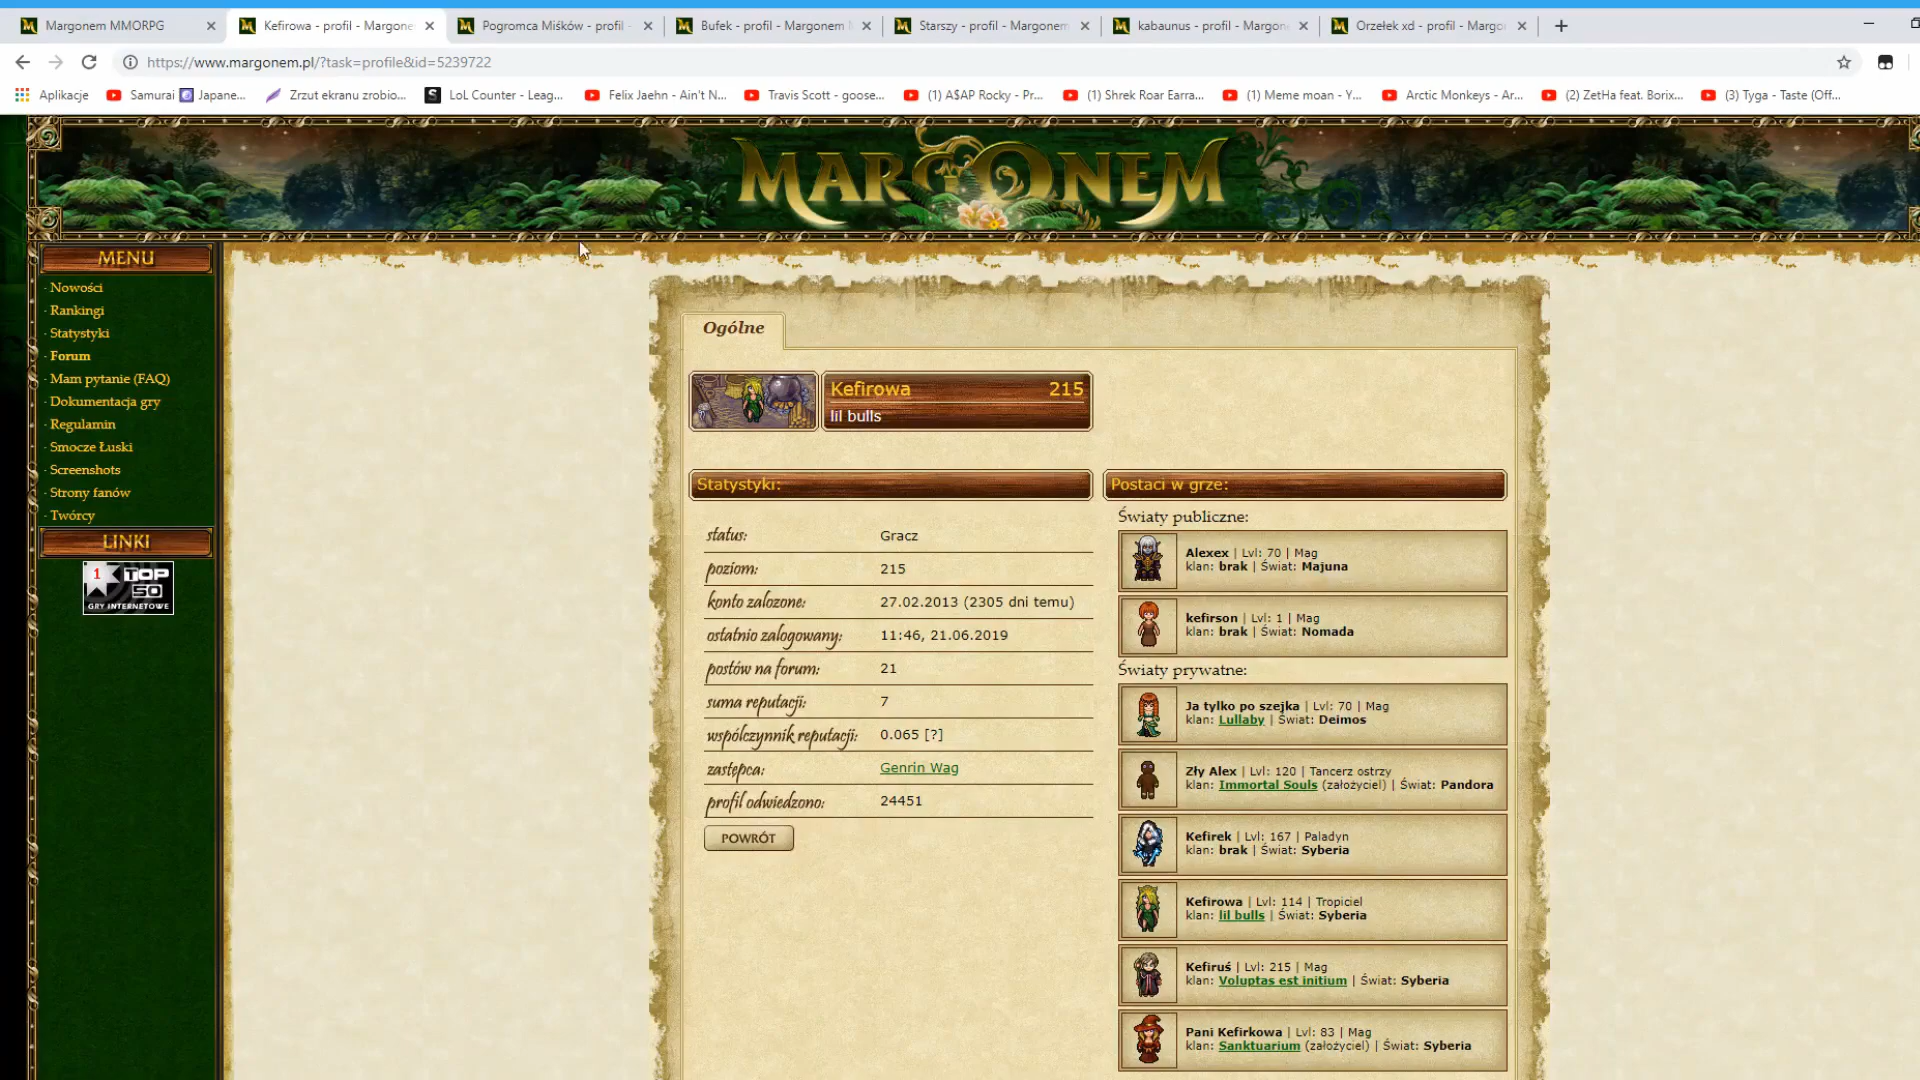 Margonem MMORPG
Kefirowa - profil - Margone
Pogromca Miśków - profil -
Bufek - profil - Margonem
Starszy - profil - Margonem
kabaunus - profil - Margon
Orzełek xd - profil - Margo
https://www.margonem.pl/?task=profile&id=5239722
Aplikacje
Samurai
Japane...
Zrzut ekranu zrobio...
LoL Counter - Leag...
Felix Jaehn - Ain't N...
Travis Scott - goose...
(1) A$AP Rocky - Pr...
(1) Shrek Roar Earra...
(1) Meme moan - Y...
Arctic Monkeys - Ar...
(2) ZetHa feat. Borix...
(3) Tyga - Taste (Off...
MARGONEM
MENU
· Nowości
· Rankingi
· Statystyki
· Forum
· Mam pytanie (FAQ)
· Dokumentacja gry
· Regulamin
· Smocze Łuski
· Screenshots
· Strony fanów
· Twórcy
LINKI
1 TOP 50
GRY INTERNETOWE
Ogólne
Kefirowa 215
lil bulls
Statystyki:
status: Gracz
poziom: 215
konto zalozone: 27.02.2013 (2305 dni temu)
ostatnio zalogowany: 11:46, 21.06.2019
postów na forum: 21
suma reputacji: 7
współczynnik reputacji: 0.065 [?]
zastępca: Genrin Wag
profil odwiedzono: 24451
POWRÓT
Postaci w grze:
Światy publiczne:
Alexex | Lvl: 70 | Mag
klan: brak | Świat: Majuna
kefirson | Lvl: 1 | Mag
klan: brak | Świat: Nomada
Światy prywatne:
Ja tylko po szejka | Lvl: 70 | Mag
klan: Lullaby | Świat: Deimos
Zły Alex | Lvl: 120 | Tancerz ostrzy
klan: Immortal Souls (założyciel) | Świat: Pandora
Kefirek | Lvl: 167 | Paladyn
klan: brak | Świat: Syberia
Kefirowa | Lvl: 114 | Tropiciel
klan: lil bulls | Świat: Syberia
Kefiruś | Lvl: 215 | Mag
klan: Voluptas est initium | Świat: Syberia
Pani Kefirkowa | Lvl: 83 | Mag
klan: Sanktuarium (założyciel) | Świat: Syberia